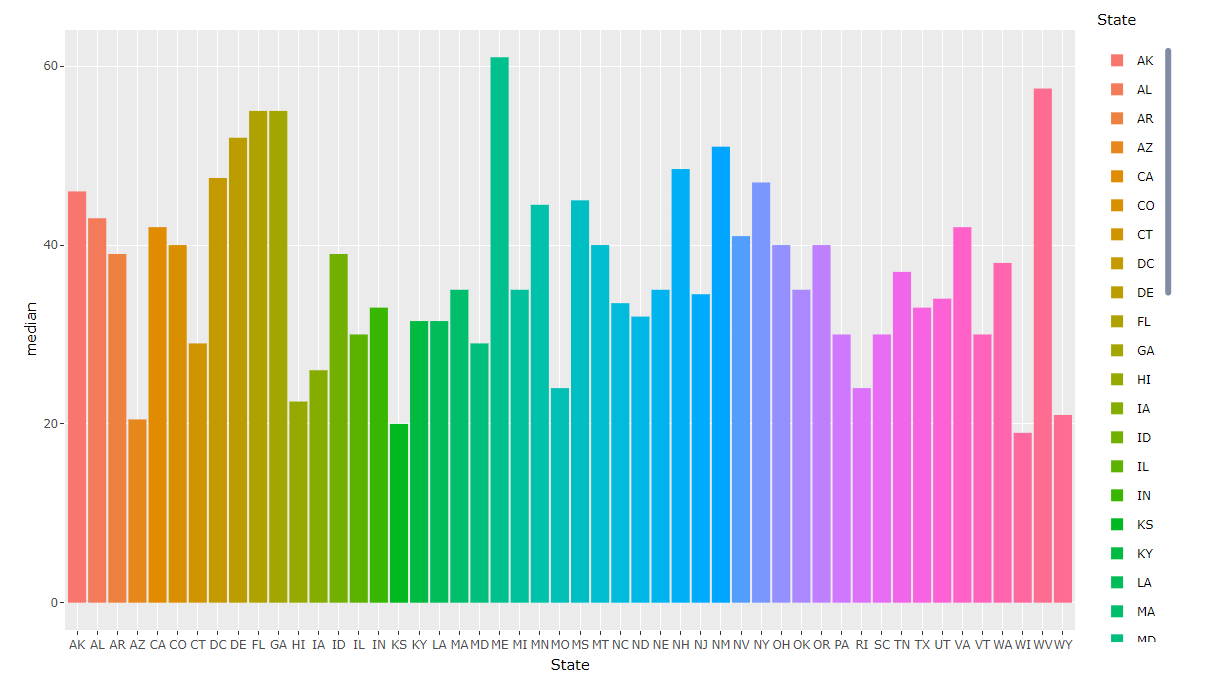 State
AK
AL
AR
AZ
CA
CO
CT
DC
DE
FL
GA
HI
IA
ID
IL
IN
KS
KY
LA
MA
MD
median
60
40
20
0
AK AL AR AZ CA CO CT DC DE FL GA HI IA ID IL IN KS KY LA MA MD ME MI MN MO MS MT NC ND NE NH NJ NM NV NY OH OK OR PA RI SC TN TX UT VA VT WA WI WV WY
State